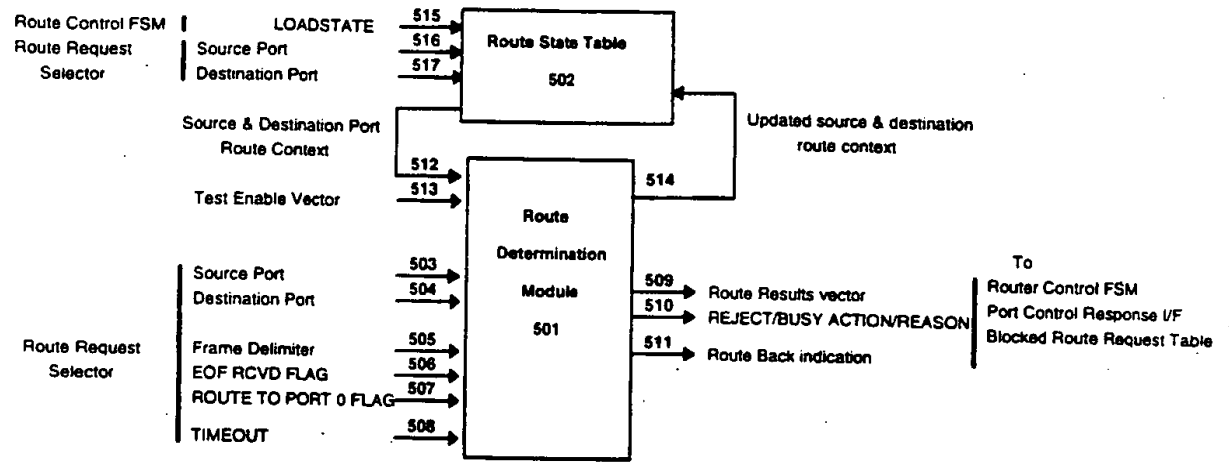 Route Control FSM
LOADSTATE
515
Route Request
Selector
Source Port
516
Destination Port
517
Route State Table
502
Source & Destination Port
Route Context
512
Updated source & destination
route context
514
Test Enable Vector
513
Route
Determination
Module
501
Source Port
503
Destination Port
504
Route Request
Selector
Frame Delimiter
505
EOF RCVD FLAG
506
ROUTE TO PORT 0 FLAG
507
TIMEOUT
508
509
Route Results vector
510
REJECT/BUSY ACTION/REASON
511
Route Back indication
To
Router Control FSM
Port Control Response I/F
Blocked Route Request Table